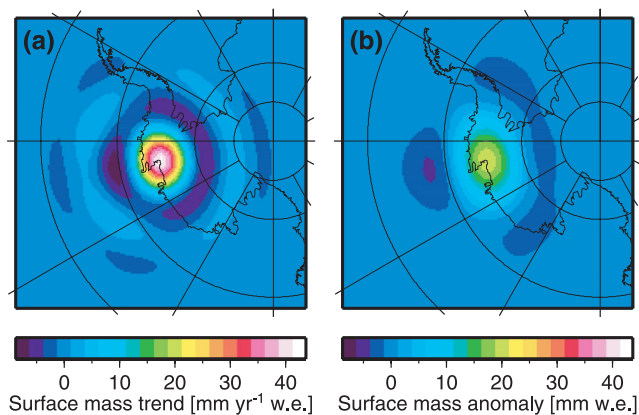 (a) (b)
0 10 20 30 40 0 10 20 30 40
Surface mass trend [mm yr⁻¹ w.e.] Surface mass anomaly [mm w.e.]